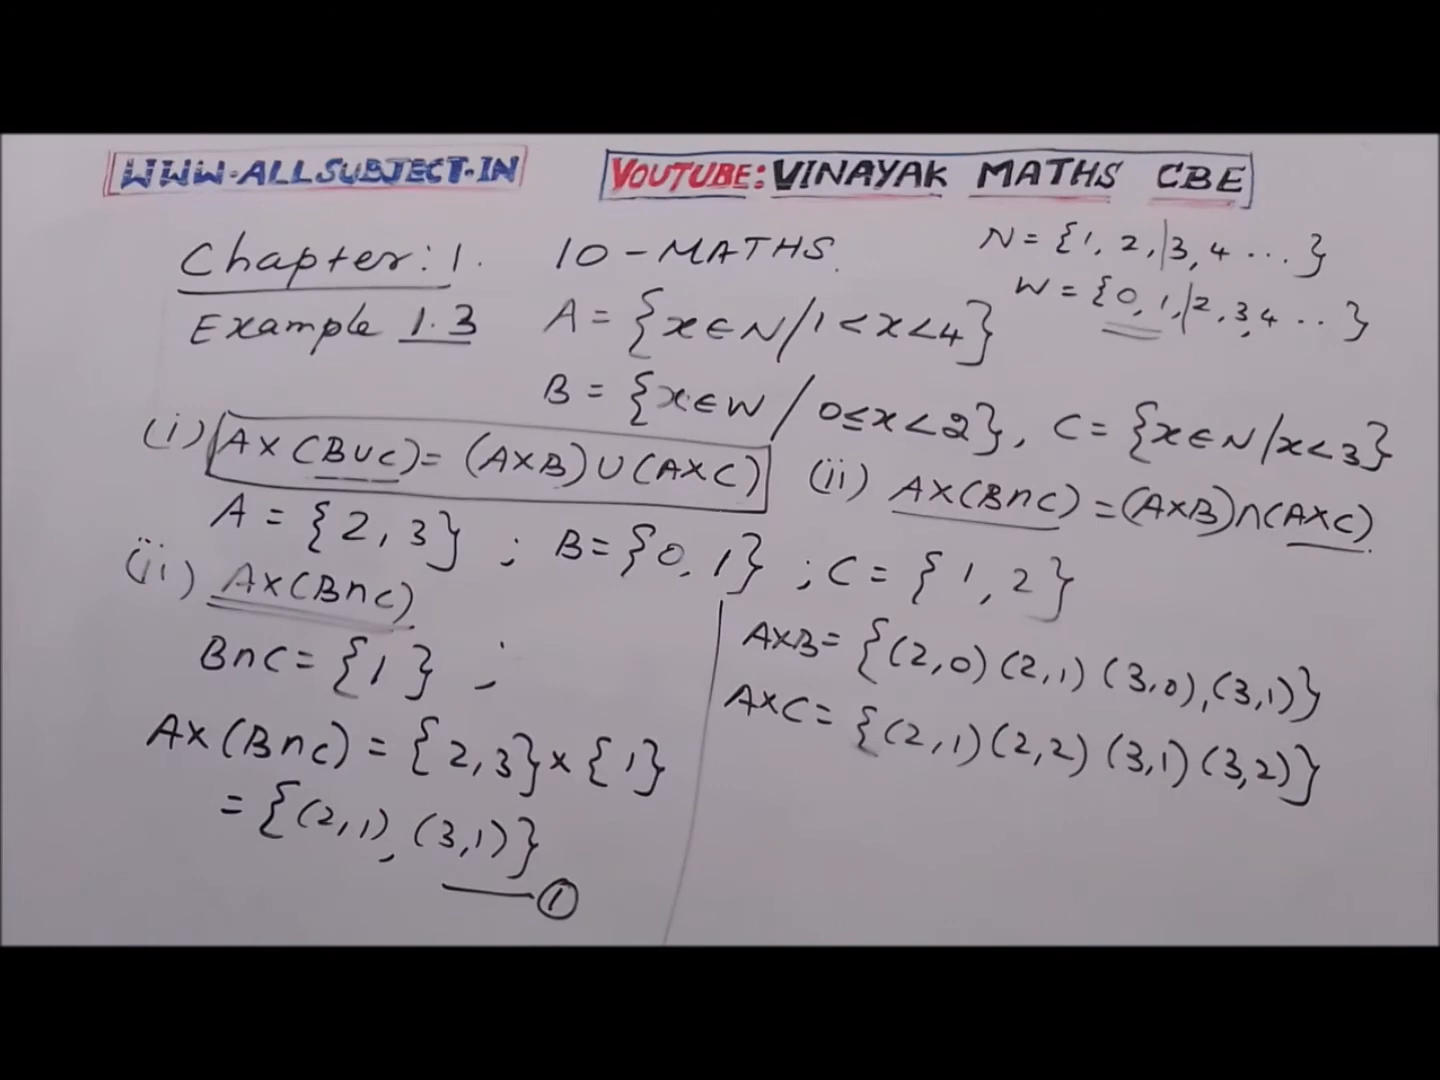 WWW.ALLSUBJECT.IN
YOUTUBE: VINAYAK MATHS CBE
Chapter: 1. 10 - MATHS.
N = {1, 2, |3, 4 ... }
W = {0, 1, |2, 3, 4 ... }
Example 1.3 A = {x∈N/1<x<4}
B = {x∈W / 0≤x<2}, C = {x∈N/x<3}
(i) A×(B∪C) = (A×B)∪(A×C) (ii) A×(B∩C) = (A×B)∩(A×C)
A = {2, 3} ; B = {0, 1} ; C = {1, 2}
(ii) A×(B∩C)
B∩C = {1} ;
A×(B∩C) = {2,3}×{1}
= {(2,1), (3,1)}
①
A×B = {(2,0) (2,1) (3,0), (3,1)}
A×C = {(2,1) (2,2) (3,1) (3,2)}